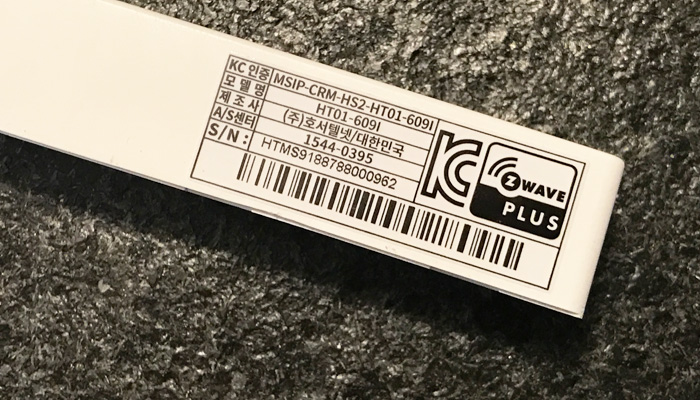 KC 인증 MSIP-CRM-HS2-HT01-609I
모 델 명 HT01-609I
제 조 사 (주)호서텔넷/대한민국
A/S센터 1544-0395
S/N : HTMS9188788000962
KC
Z WAVE
PLUS